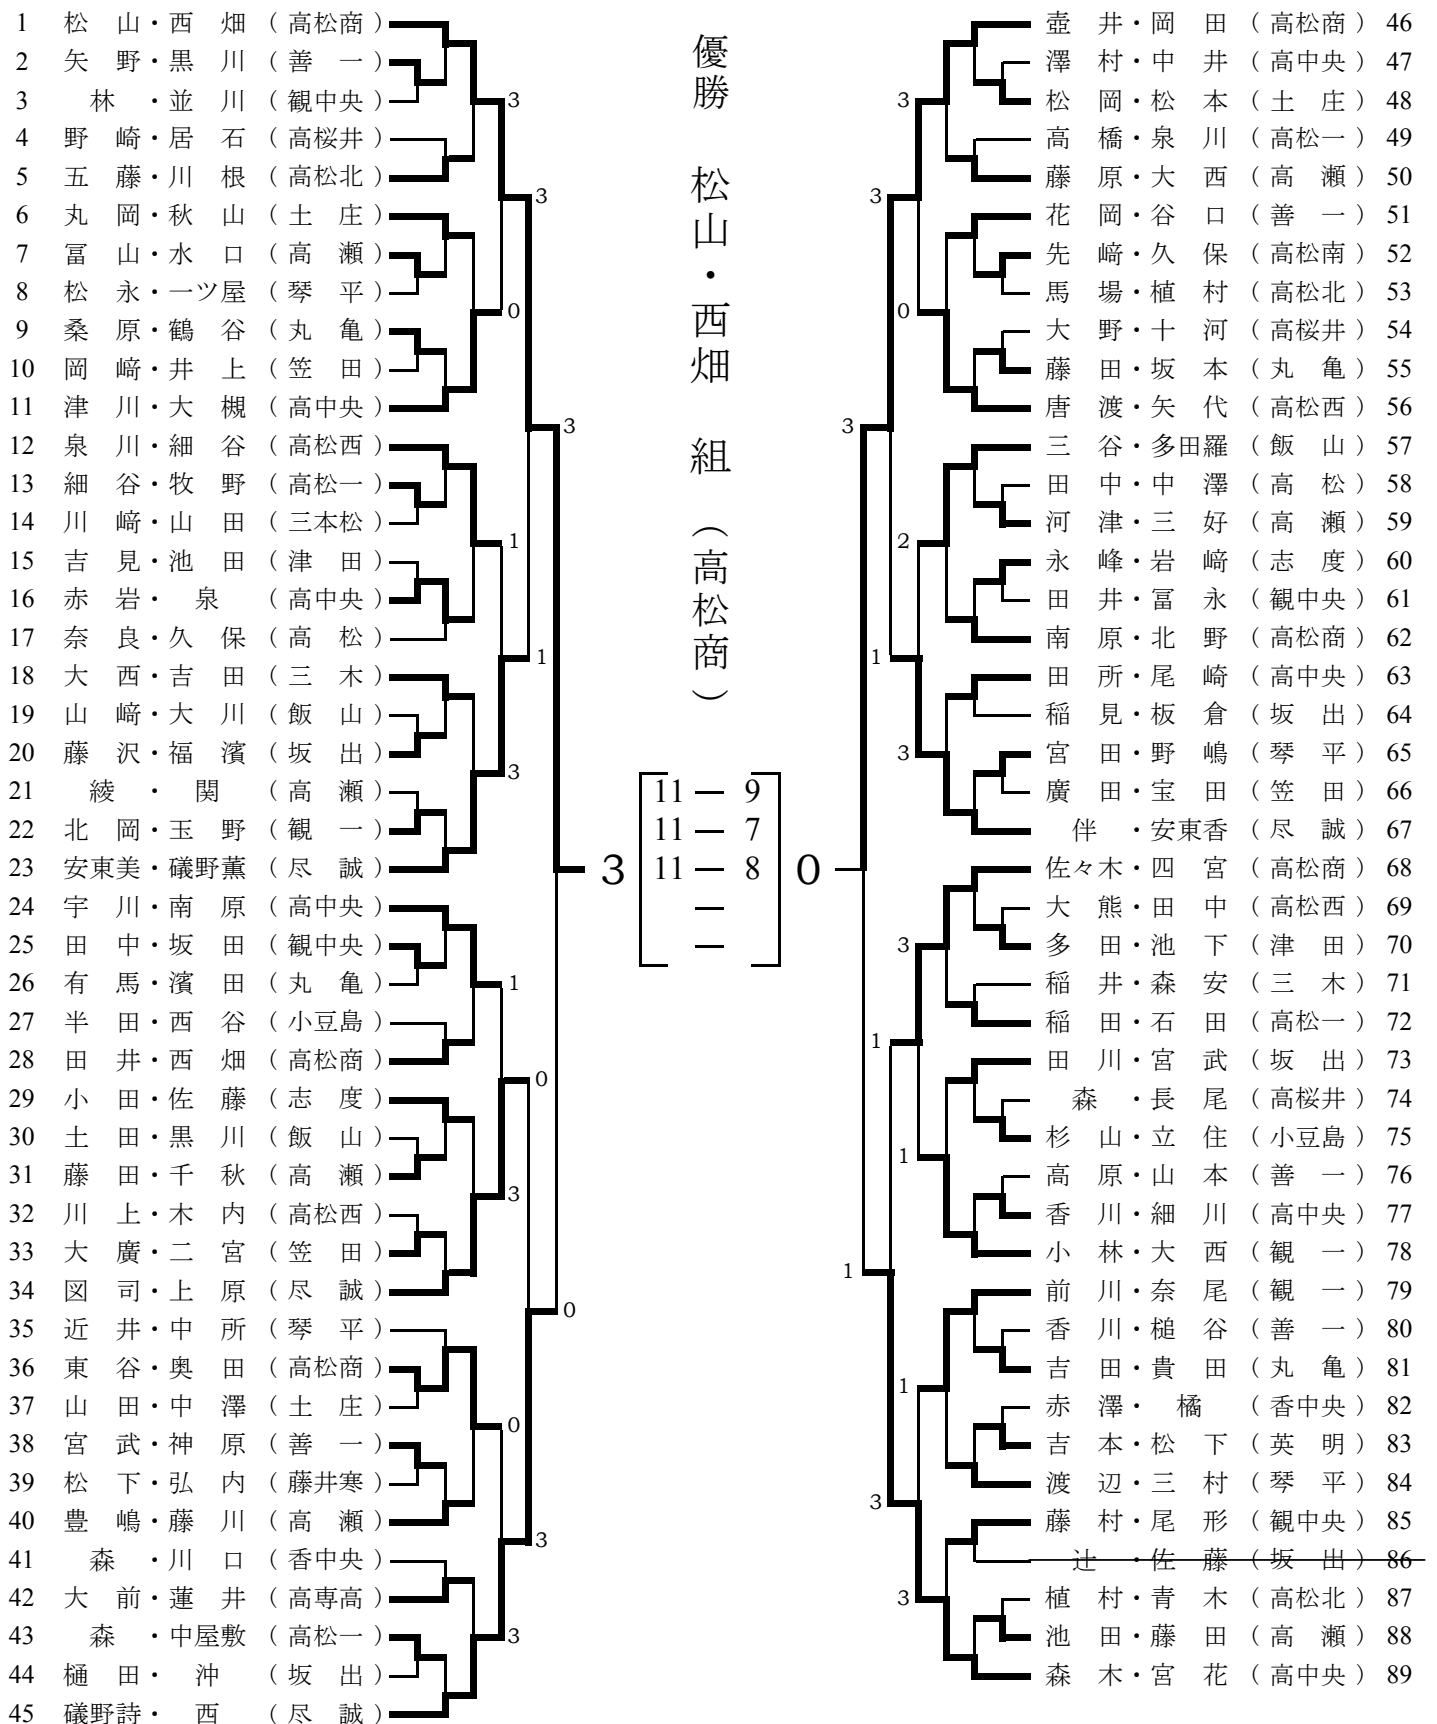 1 松 山・西 畑 （ 高松商 ）
2 矢 野・黒 川 （ 善 一 ）
3 林 ・並 川 （ 観中央 ）
4 野 崎・居 石 （ 高桜井 ）
5 五 藤・川 根 （ 高松北 ）
6 丸 岡・秋 山 （ 土 庄 ）
7 冨 山・水 口 （ 高 瀬 ）
8 松 永・一ツ屋 （ 琴 平 ）
9 桑 原・鶴 谷 （ 丸 亀 ）
10 岡 﨑・井 上 （ 笠 田 ）
11 津 川・大 槻 （ 高中央 ）
12 泉 川・細 谷 （ 高松西 ）
13 細 谷・牧 野 （ 高松一 ）
14 川 﨑・山 田 （ 三本松 ）
15 吉 見・池 田 （ 津 田 ）
16 赤 岩・ 泉 （ 高中央 ）
17 奈 良・久 保 （ 高 松 ）
18 大 西・吉 田 （ 三 木 ）
19 山 﨑・大 川 （ 飯 山 ）
20 藤 沢・福 濱 （ 坂 出 ）
21 綾 ・ 関 （ 高 瀬 ）
22 北 岡・玉 野 （ 観 一 ）
23 安東美・礒野薫 （ 尽 誠 ）
24 宇 川・南 原 （ 高中央 ）
25 田 中・坂 田 （ 観中央 ）
26 有 馬・濱 田 （ 丸 亀 ）
27 半 田・西 谷 （ 小豆島 ）
28 田 井・西 畑 （ 高松商 ）
29 小 田・佐 藤 （ 志 度 ）
30 土 田・黒 川 （ 飯 山 ）
31 藤 田・千 秋 （ 高 瀬 ）
32 川 上・木 内 （ 高松西 ）
33 大 廣・二 宮 （ 笠 田 ）
34 図 司・上 原 （ 尽 誠 ）
35 近 井・中 所 （ 琴 平 ）
36 東 谷・奥 田 （ 高松商 ）
37 山 田・中 澤 （ 土 庄 ）
38 宮 武・神 原 （ 善 一 ）
39 松 下・弘 内 （ 藤井寒 ）
40 豊 嶋・藤 川 （ 高 瀬 ）
41 森 ・川 口 （ 香中央 ）
42 大 前・蓮 井 （ 高専高 ）
43 森 ・中屋敷 （ 高松一 ）
44 樋 田・ 沖 （ 坂 出 ）
45 礒野詩・ 西 （ 尽 誠 ）
3
3
0
3
1
1
3
3
1
0
3
0
0
3
3
優勝 松山・西畑 組 （高松商）
3
11 ― 9
11 ― 7
11 ― 8
―
―
0
3
3
0
3
2
1
3
3
1
1
1
1
3
3
壺 井・岡 田 （ 高松商 ） 46
澤 村・中 井 （ 高中央 ） 47
松 岡・松 本 （ 土 庄 ） 48
高 橋・泉 川 （ 高松一 ） 49
藤 原・大 西 （ 高 瀬 ） 50
花 岡・谷 口 （ 善 一 ） 51
先 﨑・久 保 （ 高松南 ） 52
馬 場・植 村 （ 高松北 ） 53
大 野・十 河 （ 高桜井 ） 54
藤 田・坂 本 （ 丸 亀 ） 55
唐 渡・矢 代 （ 高松西 ） 56
三 谷・多田羅 （ 飯 山 ） 57
田 中・中 澤 （ 高 松 ） 58
河 津・三 好 （ 高 瀬 ） 59
永 峰・岩 﨑 （ 志 度 ） 60
田 井・冨 永 （ 観中央 ） 61
南 原・北 野 （ 高松商 ） 62
田 所・尾 崎 （ 高中央 ） 63
稲 見・板 倉 （ 坂 出 ） 64
宮 田・野 嶋 （ 琴 平 ） 65
廣 田・宝 田 （ 笠 田 ） 66
伴 ・安東香 （ 尽 誠 ） 67
佐々木・四 宮 （ 高松商 ） 68
大 熊・田 中 （ 高松西 ） 69
多 田・池 下 （ 津 田 ） 70
稲 井・森 安 （ 三 木 ） 71
稲 田・石 田 （ 高松一 ） 72
田 川・宮 武 （ 坂 出 ） 73
森 ・長 尾 （ 高桜井 ） 74
杉 山・立 住 （ 小豆島 ） 75
高 原・山 本 （ 善 一 ） 76
香 川・細 川 （ 高中央 ） 77
小 林・大 西 （ 観 一 ） 78
前 川・奈 尾 （ 観 一 ） 79
香 川・槌 谷 （ 善 一 ） 80
吉 田・貴 田 （ 丸 亀 ） 81
赤 澤・ 橘 （ 香中央 ） 82
吉 本・松 下 （ 英 明 ） 83
渡 辺・三 村 （ 琴 平 ） 84
藤 村・尾 形 （ 観中央 ） 85
辻 ・佐 藤 （ 坂 出 ） 86
植 村・青 木 （ 高松北 ） 87
池 田・藤 田 （ 高 瀬 ） 88
森 木・宮 花 （ 高中央 ） 89